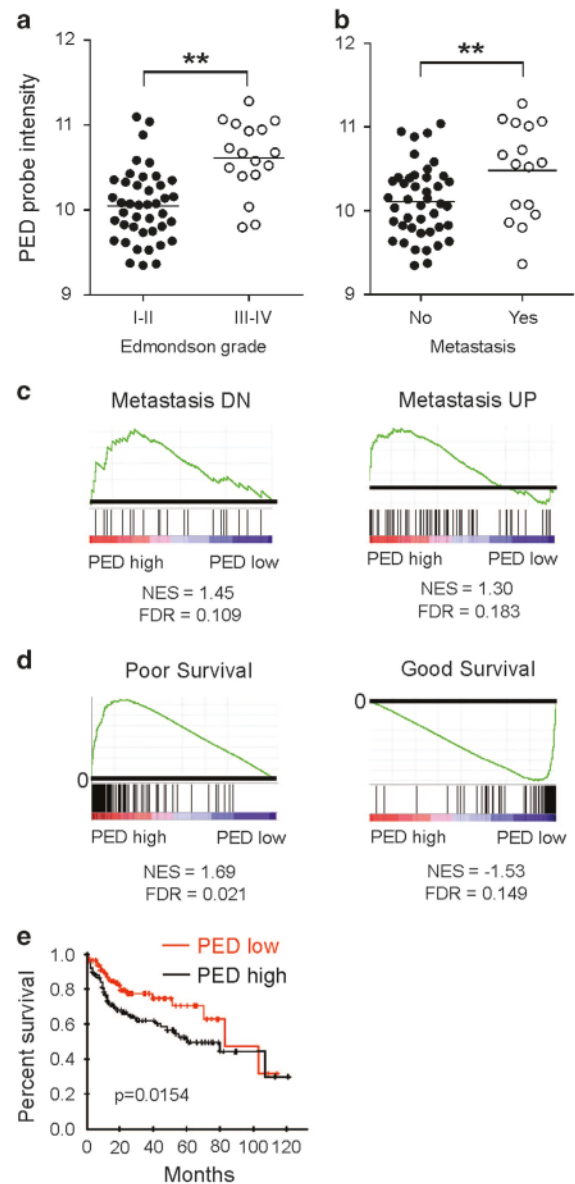 a
12
**
11
10
9
PED probe intensity
I-II
III-IV
Edmondson grade
b
12
**
11
10
9
No
Yes
Metastasis
c
Metastasis DN
PED high
PED low
NES = 1.45
FDR = 0.109
Metastasis UP
PED high
PED low
NES = 1.30
FDR = 0.183
d
Poor Survival
0
PED high
PED low
NES = 1.69
FDR = 0.021
Good Survival
0
PED high
PED low
NES = -1.53
FDR = 0.149
e
PED low
PED high
Percent survival
1.0
0.8
0.6
0.4
0.2
0.0
p=0.0154
0 20 40 60 80 100 120
Months